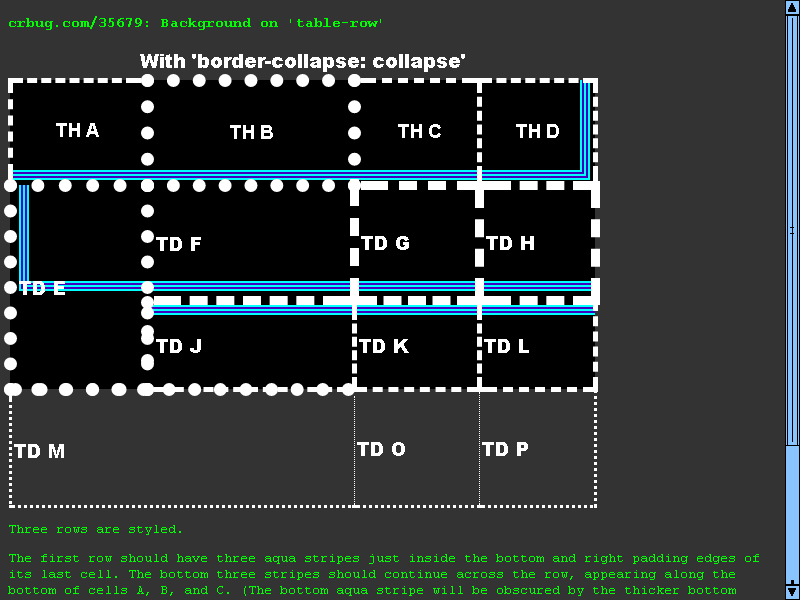 crbug.com/35679: Background on 'table-row'
With 'border-collapse: collapse'
TH A TH B TH C TH D
TD E TD F TD G TD H
TD J TD K TD L
TD M TD O TD P
Three rows are styled.
The first row should have three aqua stripes just inside the bottom and right padding edges of
its last cell. The bottom three stripes should continue across the row, appearing along the
bottom of cells A, B, and C. (The bottom aqua stripe will be obscured by the thicker bottom